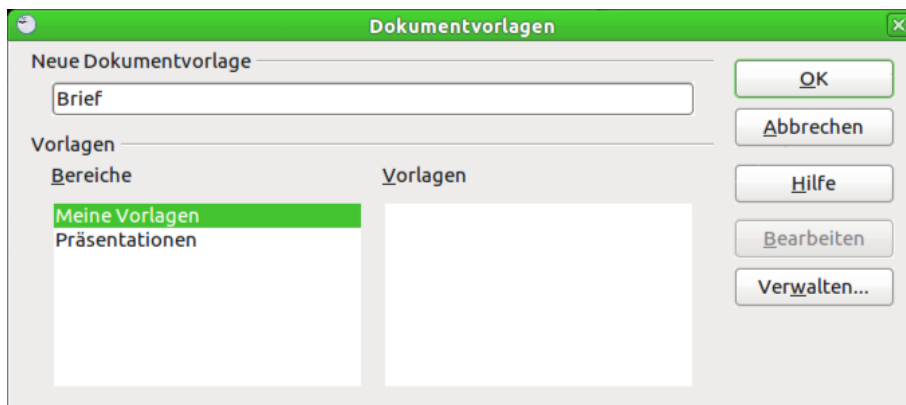 Dokumentvorlagen
Neue Dokumentvorlage
Brief
Vorlagen
Bereiche
Meine Vorlagen
Präsentationen
Vorlagen
OK
Abbrechen
Hilfe
Bearbeiten
Verwalten...